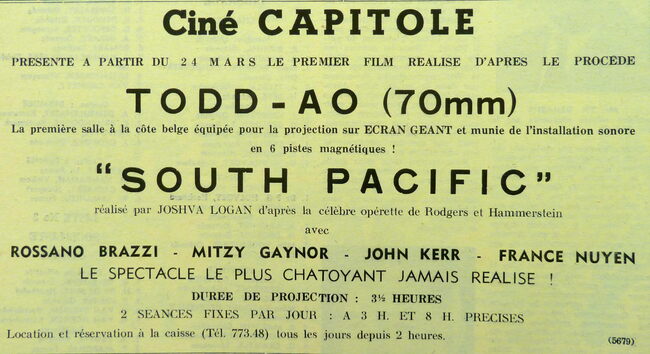 Ciné CAPITOLE
PRESENTE A PARTIR DU 24 MARS LE PREMIER FILM REALISE D'APRES LE PROCEDE
TODD-AO (70mm)
La première salle à la côte belge équipée pour la projection sur ECRAN GEANT et munie de l'installation sonore
en 6 pistes magnétiques !
"SOUTH PACIFIC"
réalisé par JOSHVA LOGAN d'après la célèbre opérette de Rodgers et Hammerstein
avec
ROSSANO BRAZZI - MITZY GAYNOR - JOHN KERR - FRANCE NUYEN
LE SPECTACLE LE PLUS CHATOYANT JAMAIS REALISE !
DUREE DE PROJECTION : 3½ HEURES
2 SEANCES FIXES PAR JOUR : A 3 H. ET 8 H. PRECISES
Location et réservation à la caisse (Tél. 773.48) tous les jours depuis 2 heures.
(5679)